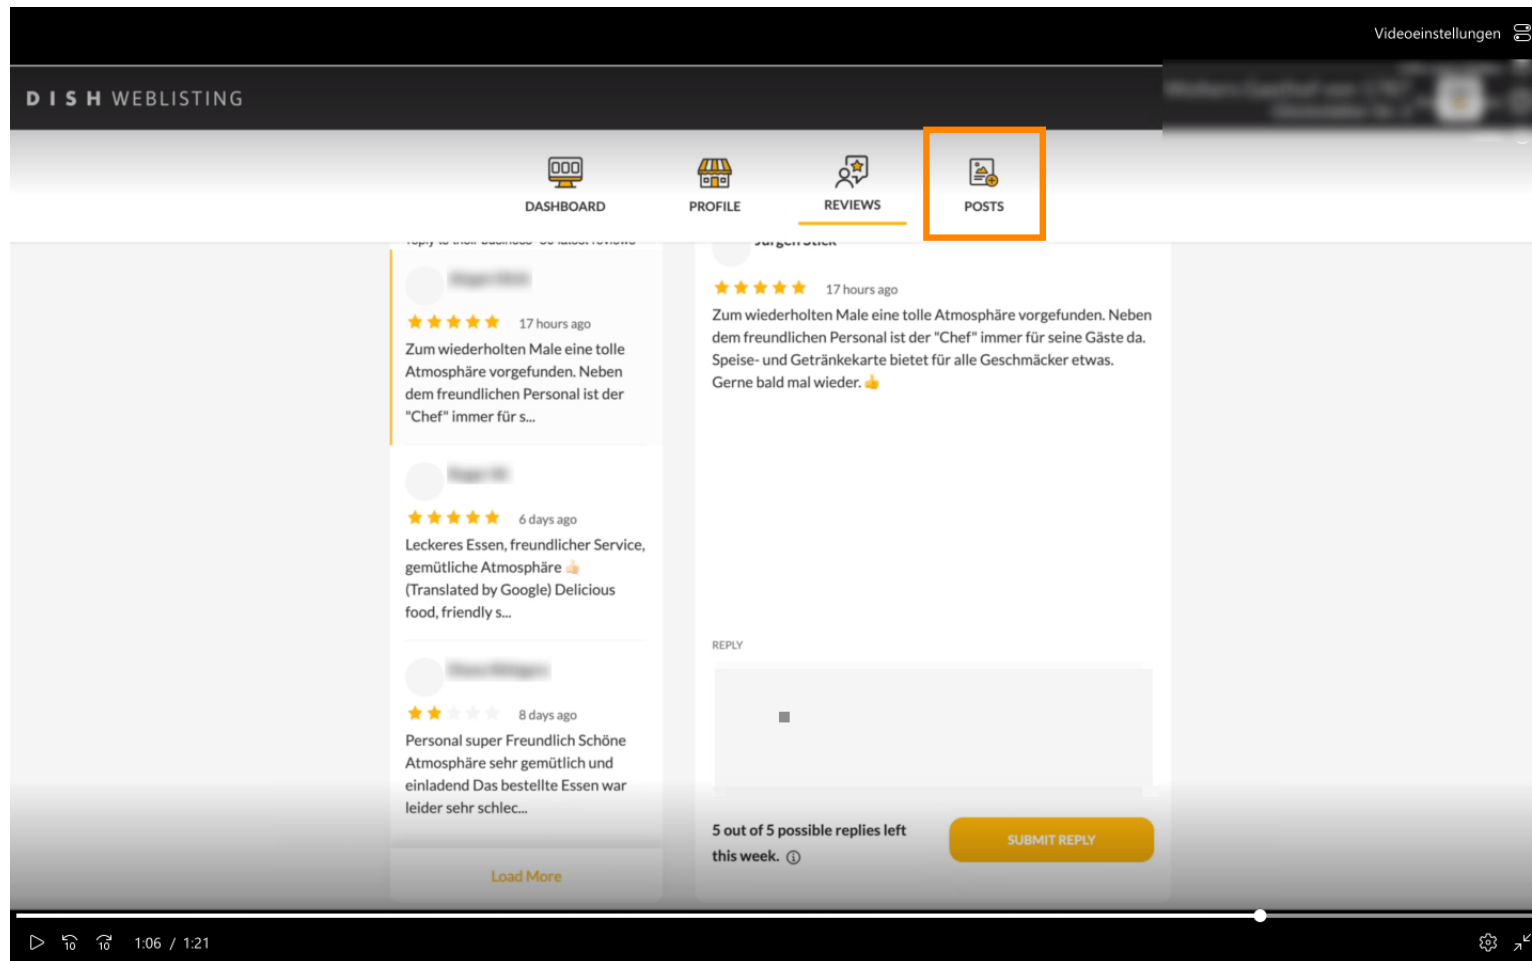 Videoeinstellungen
DISH WEBLISTING
DASHBOARD
PROFILE
REVIEWS
POSTS
17 hours ago
Zum wiederholten Male eine tolle
Atmosphäre vorgefunden. Neben
dem freundlichen Personal ist der
"Chef" immer für s...
6 days ago
Leckeres Essen, freundlicher Service,
gemütliche Atmosphäre 👍
(Translated by Google) Delicious
food, friendly s...
8 days ago
Personal super Freundlich Schöne
Atmosphäre sehr gemütlich und
einladend Das bestellte Essen war
leider sehr schlec...
Load More
17 hours ago
Zum wiederholten Male eine tolle Atmosphäre vorgefunden. Neben
dem freundlichen Personal ist der "Chef" immer für seine Gäste da.
Speise- und Getränkekarte bietet für alle Geschmäcker etwas.
Gerne bald mal wieder. 👍
REPLY
5 out of 5 possible replies left
this week.
SUBMIT REPLY
10
10
1:06 / 1:21